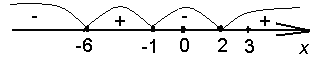 - + - +
-6 -1 0 2 3 x